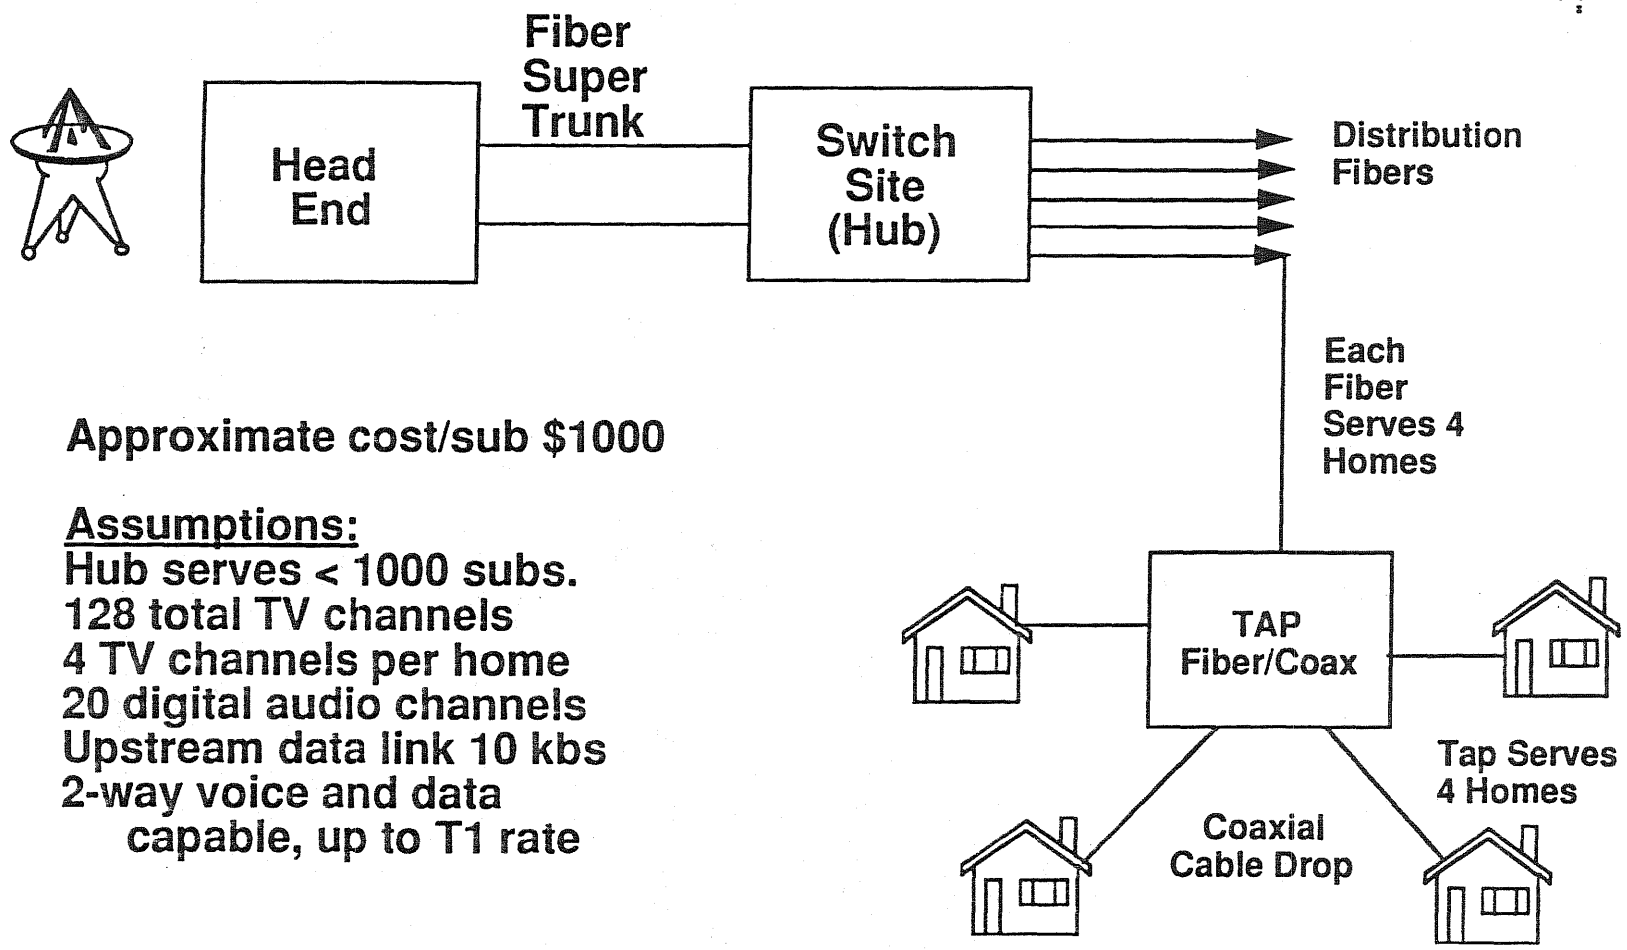 Fiber
Super
Trunk
Head
End
Switch
Site
(Hub)
Distribution
Fibers
Each
Fiber
Serves 4
Homes
Approximate cost/sub $1000
Assumptions:
Hub serves < 1000 subs.
128 total TV channels
4 TV channels per home
20 digital audio channels
Upstream data link 10 kbs
2-way voice and data
capable, up to T1 rate
TAP
Fiber/Coax
Tap Serves
4 Homes
Coaxial
Cable Drop